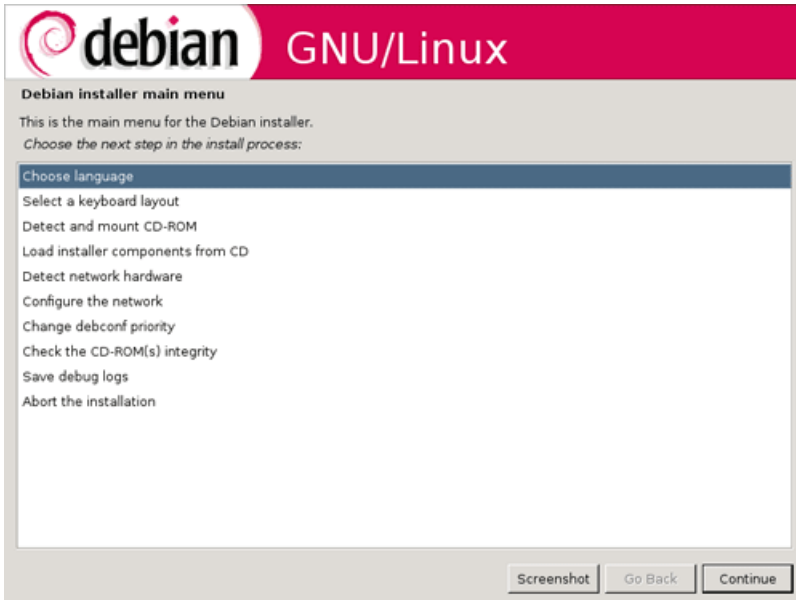 debian GNU/Linux
Debian installer main menu
This is the main menu for the Debian installer.
Choose the next step in the install process:
Choose language
Select a keyboard layout
Detect and mount CD-ROM
Load installer components from CD
Detect network hardware
Configure the network
Change debconf priority
Check the CD-ROM(s) integrity
Save debug logs
Abort the installation
Screenshot Go Back Continue